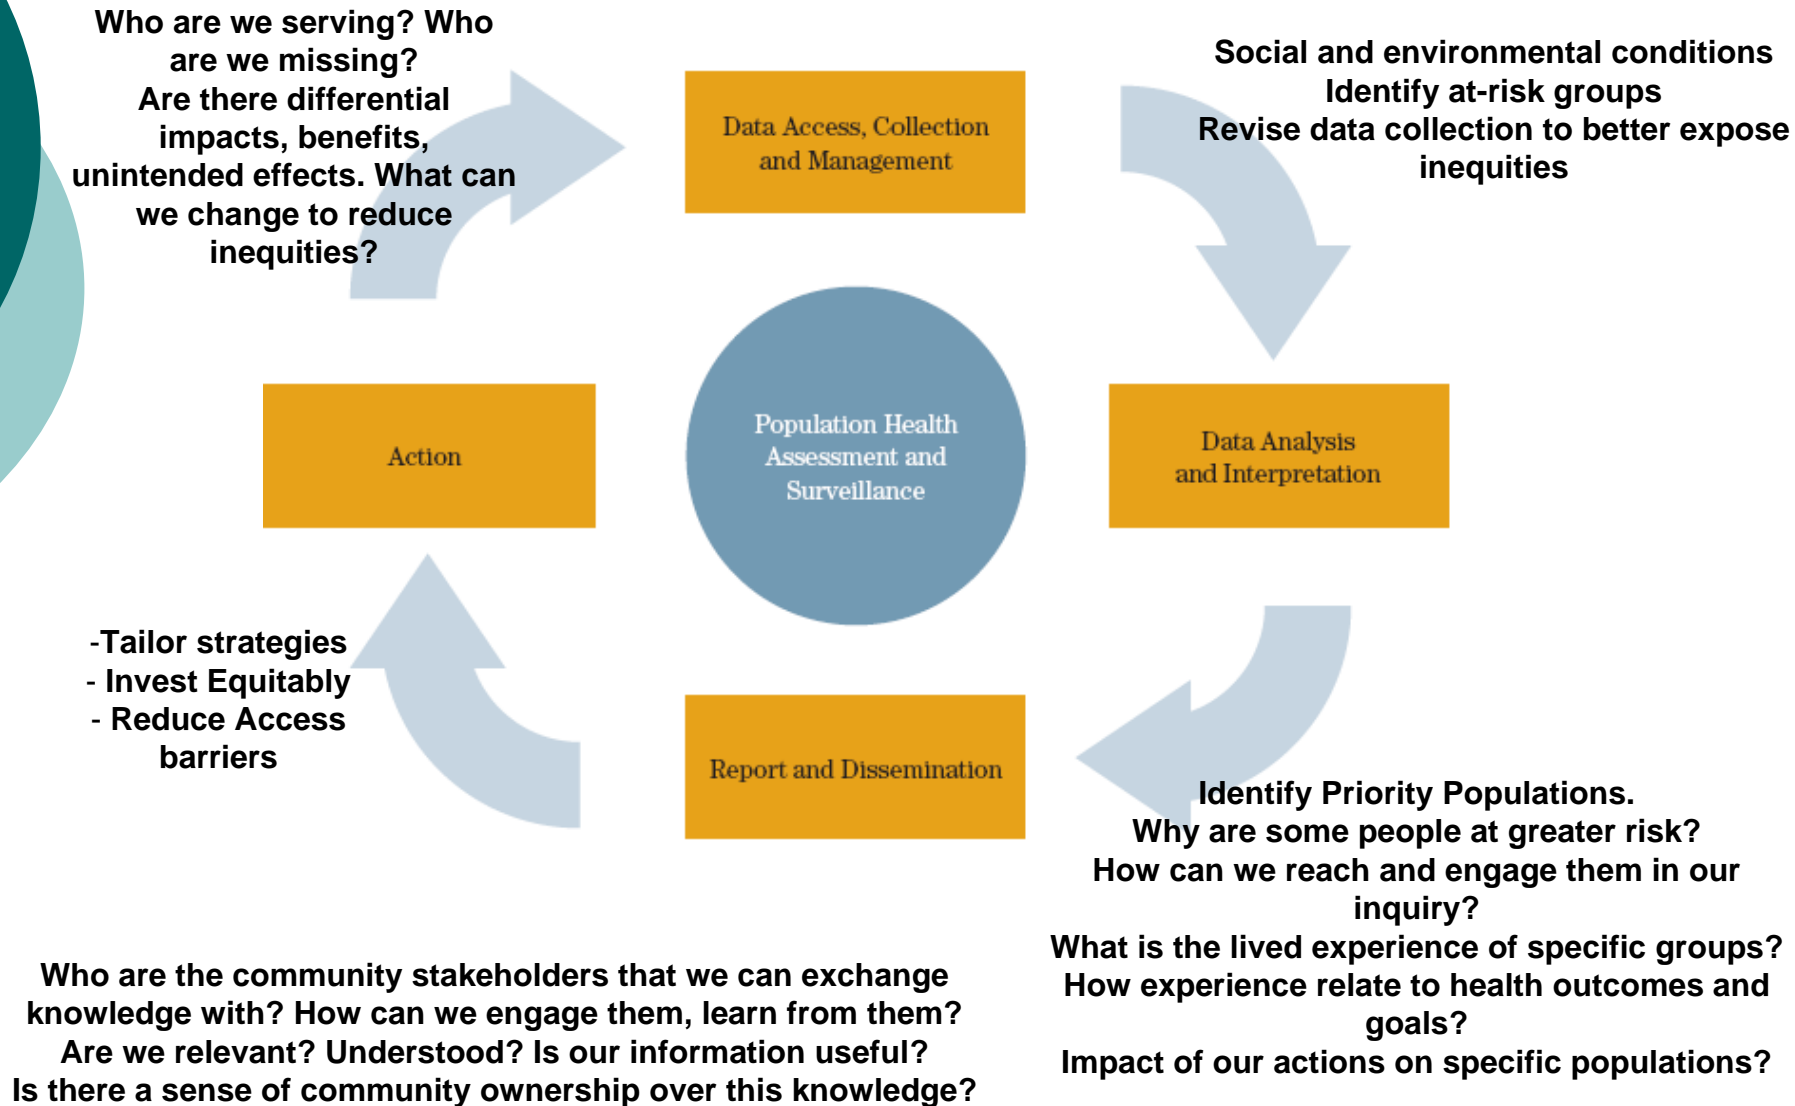 Who are we serving? Who
are we missing?
Are there differential
impacts, benefits,
unintended effects. What can
we change to reduce
inequities?
Data Access, Collection
and Management
Social and environmental conditions
Identify at-risk groups
Revise data collection to better expose
inequities
Action
Population Health
Assessment and
Surveillance
Data Analysis
and Interpretation
-Tailor strategies
- Invest Equitably
- Reduce Access
barriers
Report and Dissemination
Identify Priority Populations.
Why are some people at greater risk?
How can we reach and engage them in our
inquiry?
What is the lived experience of specific groups?
How experience relate to health outcomes and
goals?
Impact of our actions on specific populations?
Who are the community stakeholders that we can exchange
knowledge with? How can we engage them, learn from them?
Are we relevant? Understood? Is our information useful?
Is there a sense of community ownership over this knowledge?